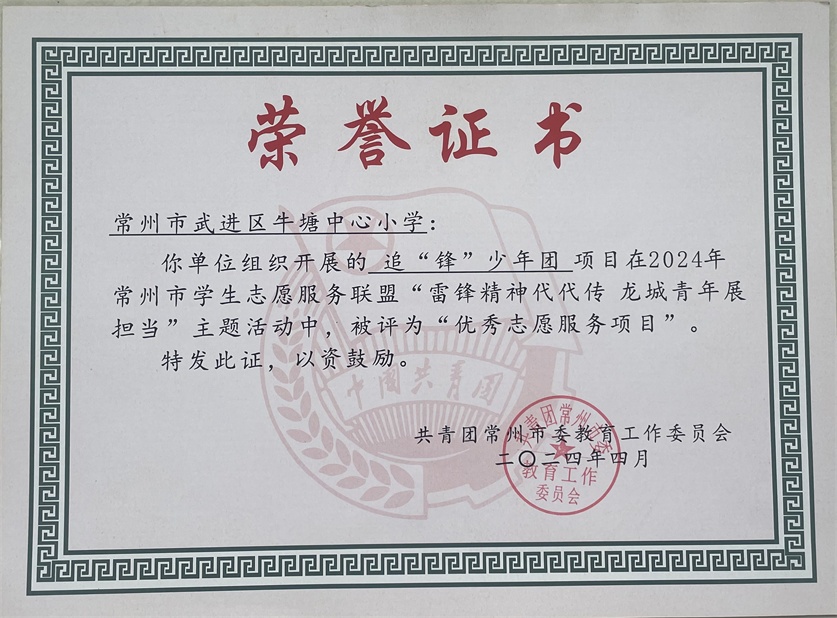 荣誉证书
常州市武进区牛塘中心小学：
你单位组织开展的 追“锋”少年团 项目在2024年
常州市学生志愿服务联盟“雷锋精神代代传 龙城青年展
担当”主题活动中，被评为“优秀志愿服务项目”。
特发此证，以资鼓励。
中国共青团
共青团常州市委教育工作委员会
二〇二四年四月
共青团常州市委
教育工作
委员会